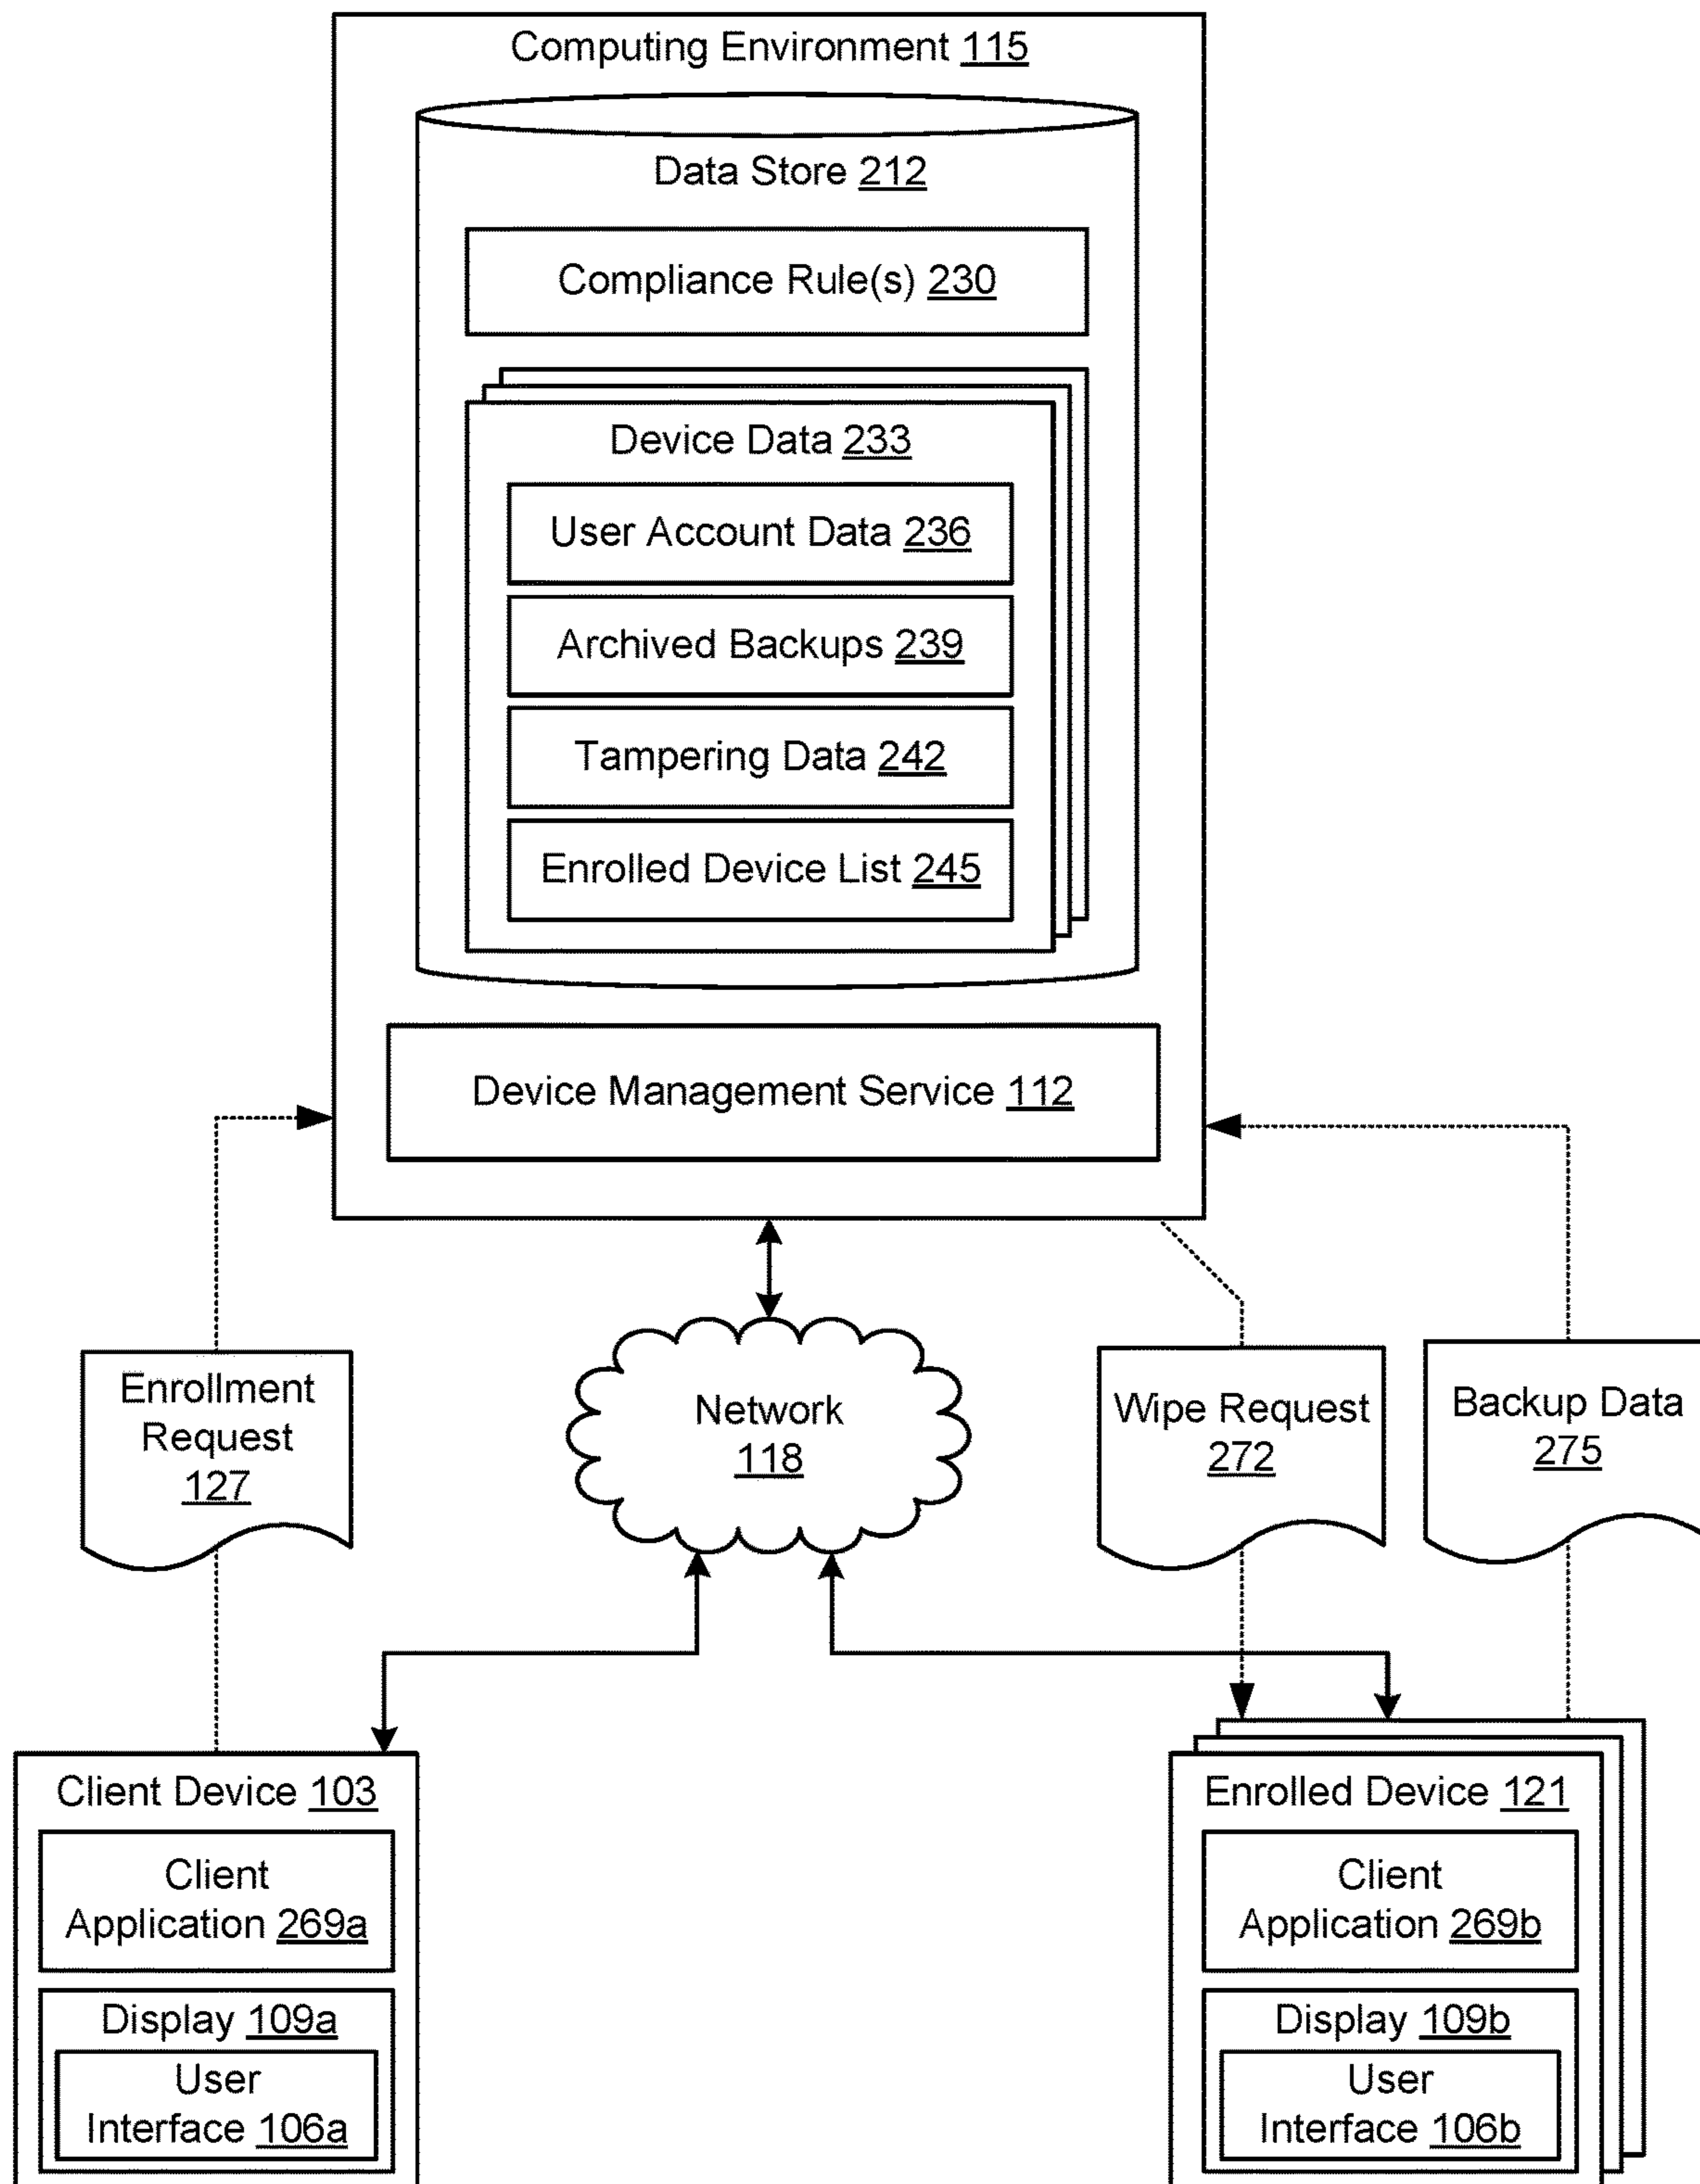 Computing Environment 115
Data Store 212
Compliance Rule(s) 230
Device Data 233
User Account Data 236
Archived Backups 239
Tampering Data 242
Enrolled Device List 245
Device Management Service 112
Enrollment
Request
127
Network
118
Wipe Request
272
Backup Data
275
Client Device 103
Client
Application 269a
Display 109a
User
Interface 106a
Enrolled Device 121
Client
Application 269b
Display 109b
User
Interface 106b